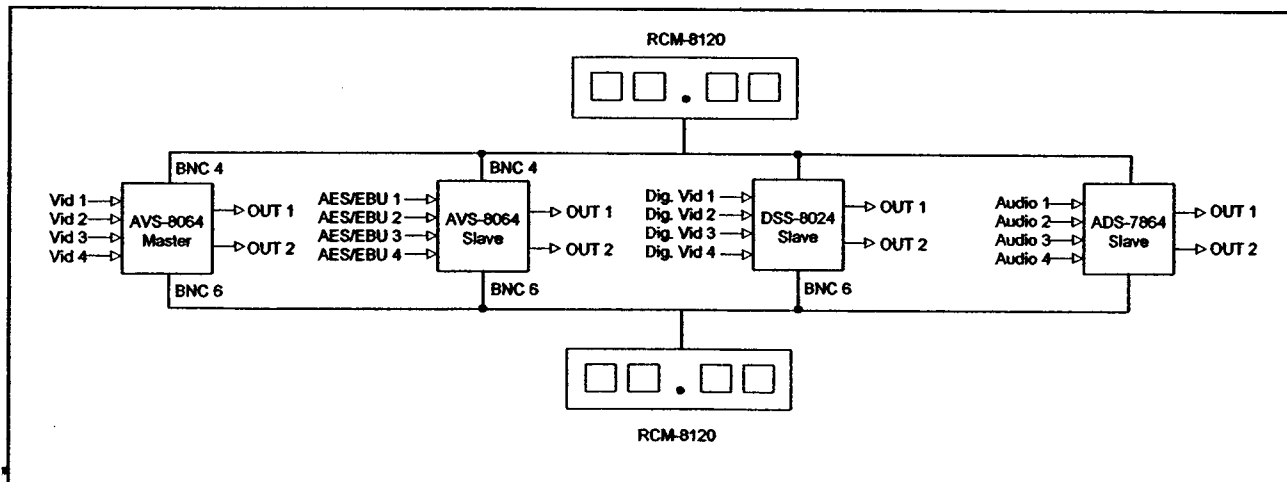 RCM-8120
BNC 4
Vid 1
Vid 2
Vid 3
Vid 4
AVS-8064
Master
OUT 1
OUT 2
BNC 6
BNC 4
AES/EBU 1
AES/EBU 2
AES/EBU 3
AES/EBU 4
AVS-8064
Slave
OUT 1
OUT 2
BNC 6
Dig. Vid 1
Dig. Vid 2
Dig. Vid 3
Dig. Vid 4
DSS-8024
Slave
OUT 1
OUT 2
BNC 6
Audio 1
Audio 2
Audio 3
Audio 4
ADS-7864
Slave
OUT 1
OUT 2
RCM-8120